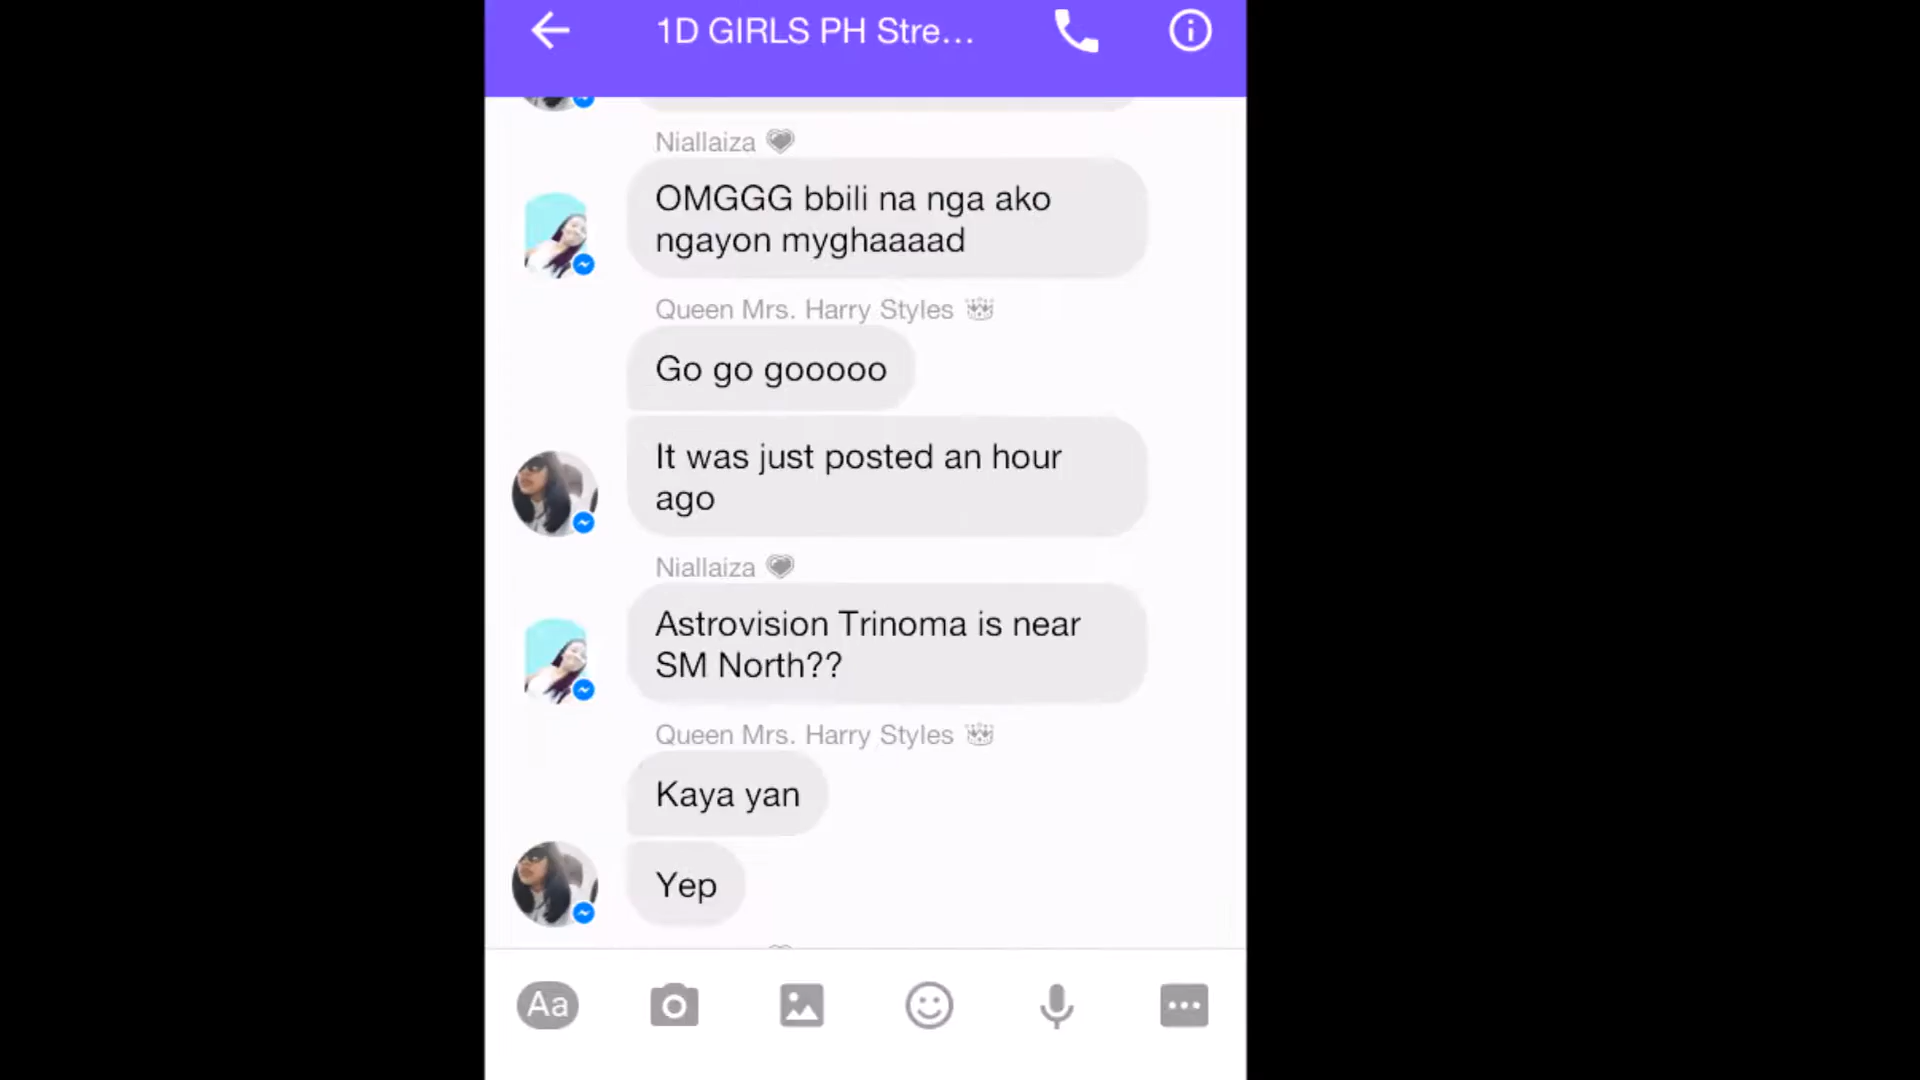 1D GIRLS PH Stre...
Niallaiza
OMGGG bbili na nga ako
ngayon myghaaaad
Queen Mrs. Harry Styles
Go go gooooo
It was just posted an hour
ago
Niallaiza
Astrovision Trinoma is near
SM North??
Queen Mrs. Harry Styles
Kaya yan
Yep
Aa